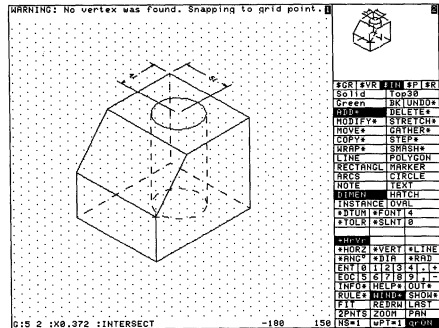 WARNING: No vertex was found. Snapping to grid point.
$GR $VR $IN $P $R
Solid Top30
Green BK UNDO*
ADD* DELETE*
MODIFY* STRETCH*
MOVE* GATHER*
COPY* STEP*
WRAP* SMASH*
LINE POLYGON
RECTANGL MARKER
ARCS CIRCLE
NOTE TEXT
DIMEN HATCH
INSTANCE OVAL
*DTUM *FONT 4
*TOLR *SLNT 0
*HrVr
*HORZ *VERT *LINE
*ANG° *DIA *RAD
ENT 0 1 2 3 4 . +
EOC 5 6 7 8 9 , -
INFO* HELP* OUT*
RULE* WIND* SHOW*
FIT REDRW LAST
2PNTS ZOOM PAN
G:5 2 :X0.372 :INTERSECT -180 150 NS=1 wPT=1 grON